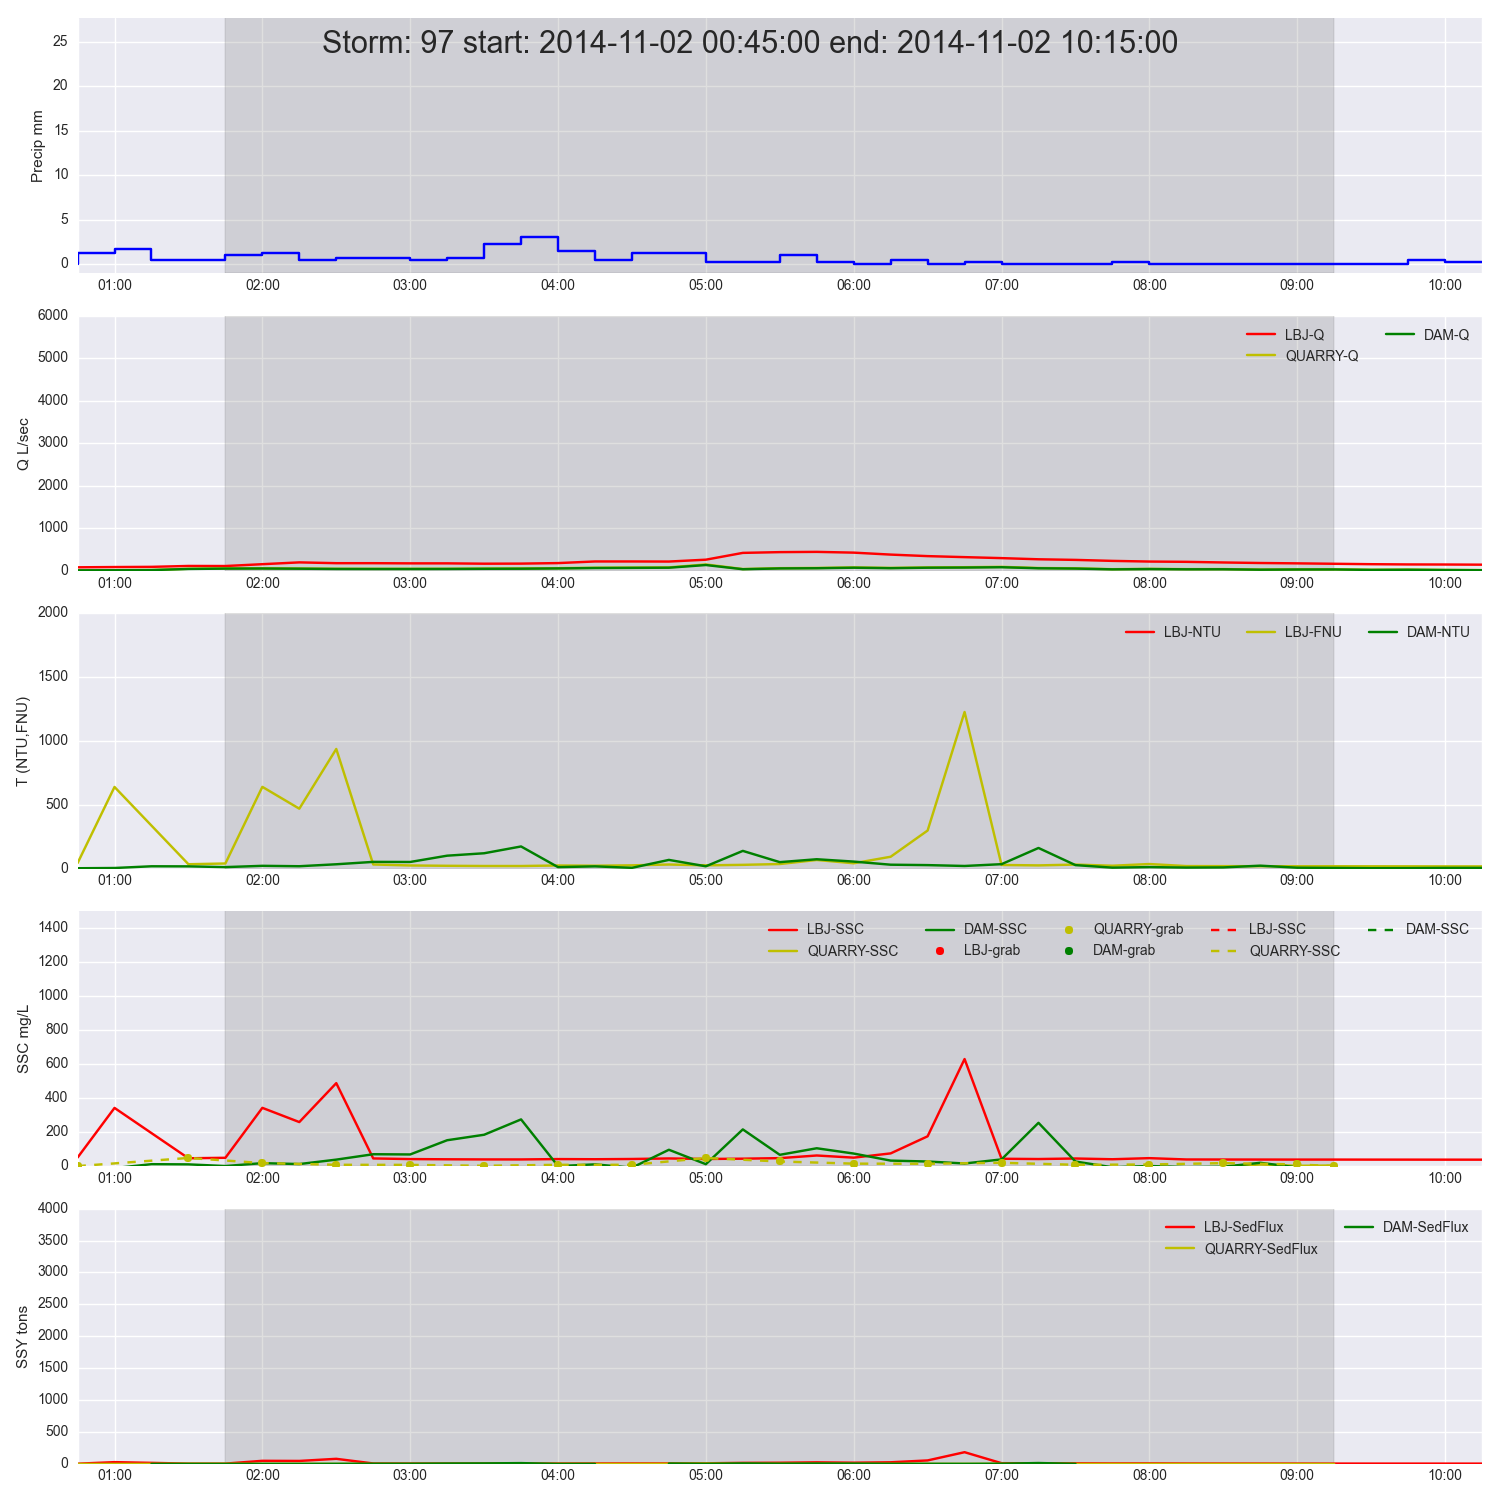 Storm: 97 start: 2014-11-02 00:45:00 end: 2014-11-02 10:15:00
Precip mm
25
20
15
10
5
0
01:00 02:00 03:00 04:00 05:00 06:00 07:00 08:00 09:00 10:00
Q L/sec
6000
5000
4000
3000
2000
1000
0
LBJ-Q DAM-Q
QUARRY-Q
01:00 02:00 03:00 04:00 05:00 06:00 07:00 08:00 09:00 10:00
T (NTU,FNU)
2000
1500
1000
500
0
LBJ-NTU LBJ-FNU DAM-NTU
01:00 02:00 03:00 04:00 05:00 06:00 07:00 08:00 09:00 10:00
SSC mg/L
1400
1200
1000
800
600
400
200
0
LBJ-SSC DAM-SSC QUARRY-grab LBJ-SSC DAM-SSC
QUARRY-SSC LBJ-grab DAM-grab QUARRY-SSC
01:00 02:00 03:00 04:00 05:00 06:00 07:00 08:00 09:00 10:00
SSY tons
4000
3500
3000
2500
2000
1500
1000
500
0
LBJ-SedFlux DAM-SedFlux
QUARRY-SedFlux
01:00 02:00 03:00 04:00 05:00 06:00 07:00 08:00 09:00 10:00